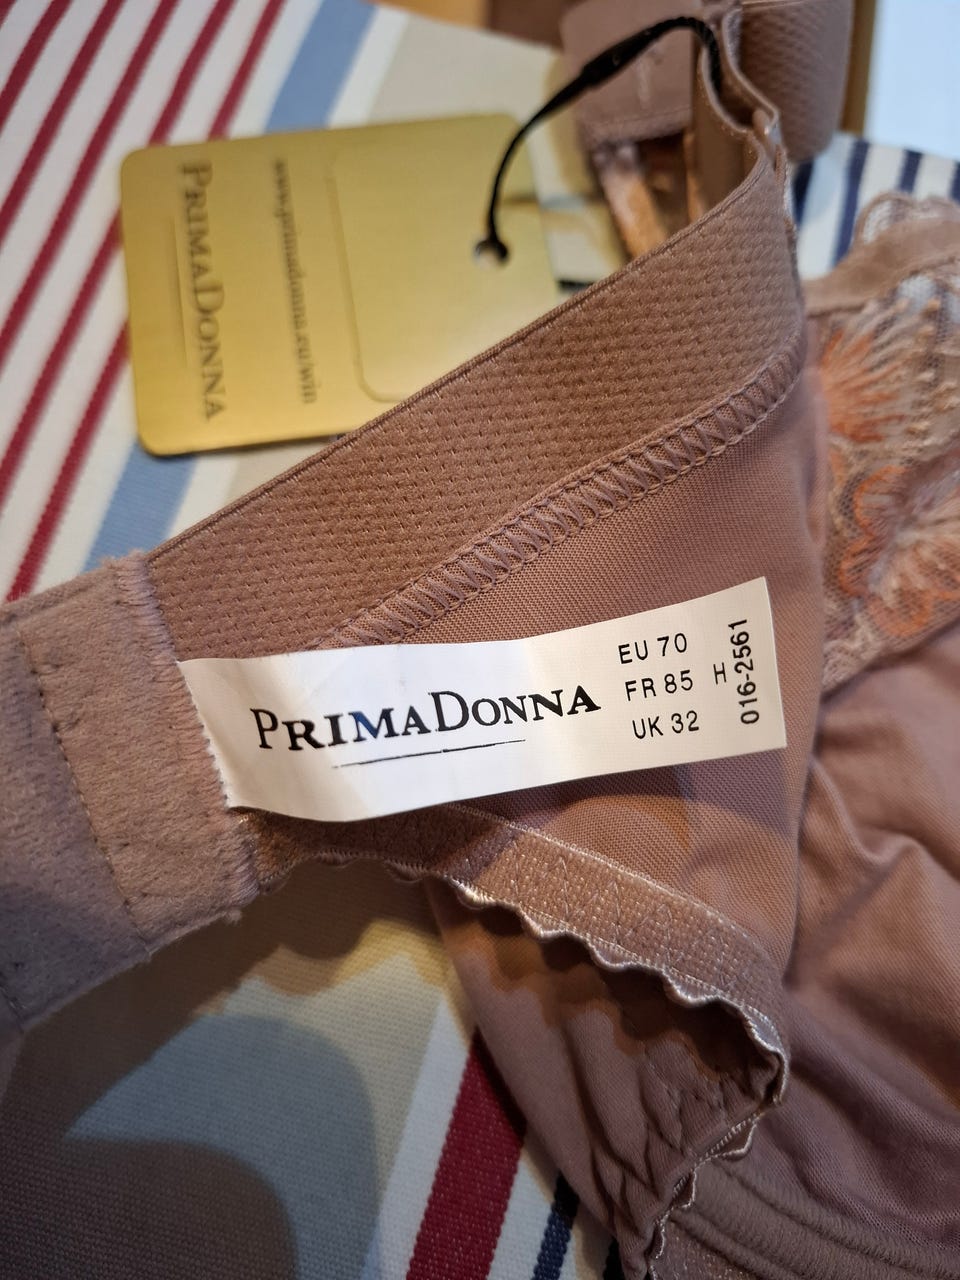 PRIMADONNA
www.primadonna.eu/win
PRIMADONNA
EU 70
FR 85 H
UK 32
016-2561